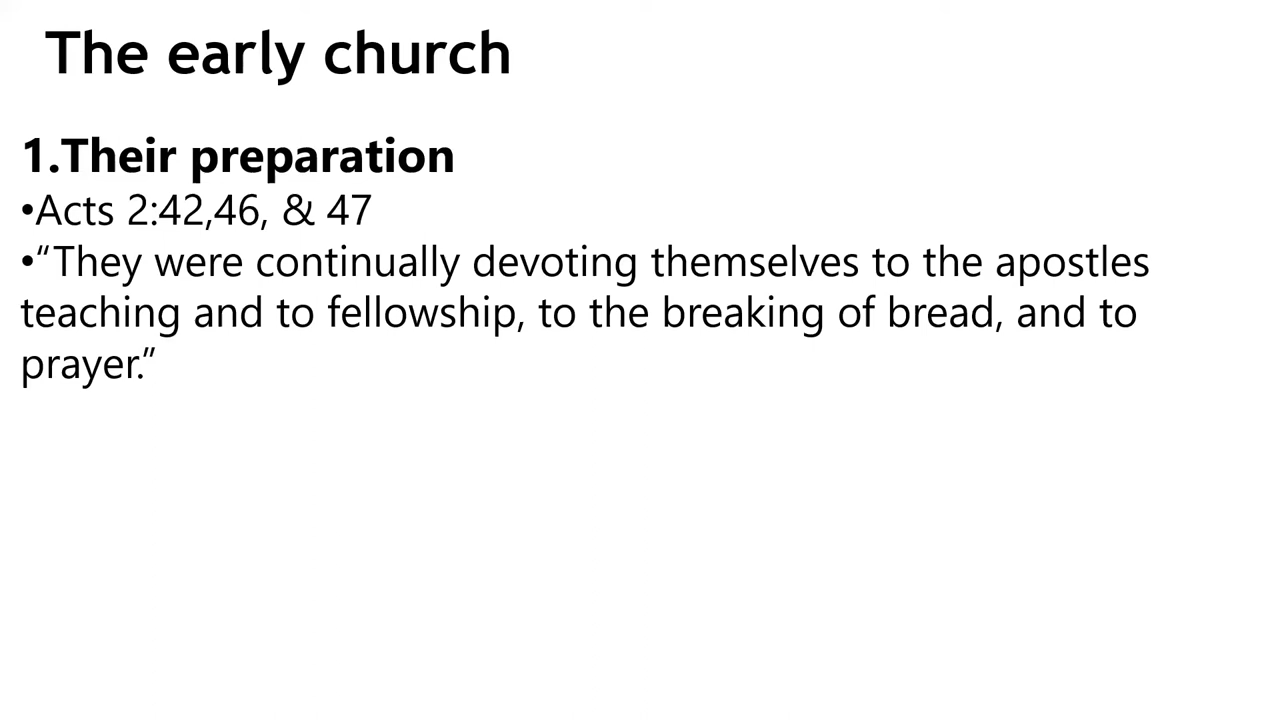 The early church
1.Their preparation
•Acts 2:42,46, & 47
•“They were continually devoting themselves to the apostles
teaching and to fellowship, to the breaking of bread, and to
prayer.”